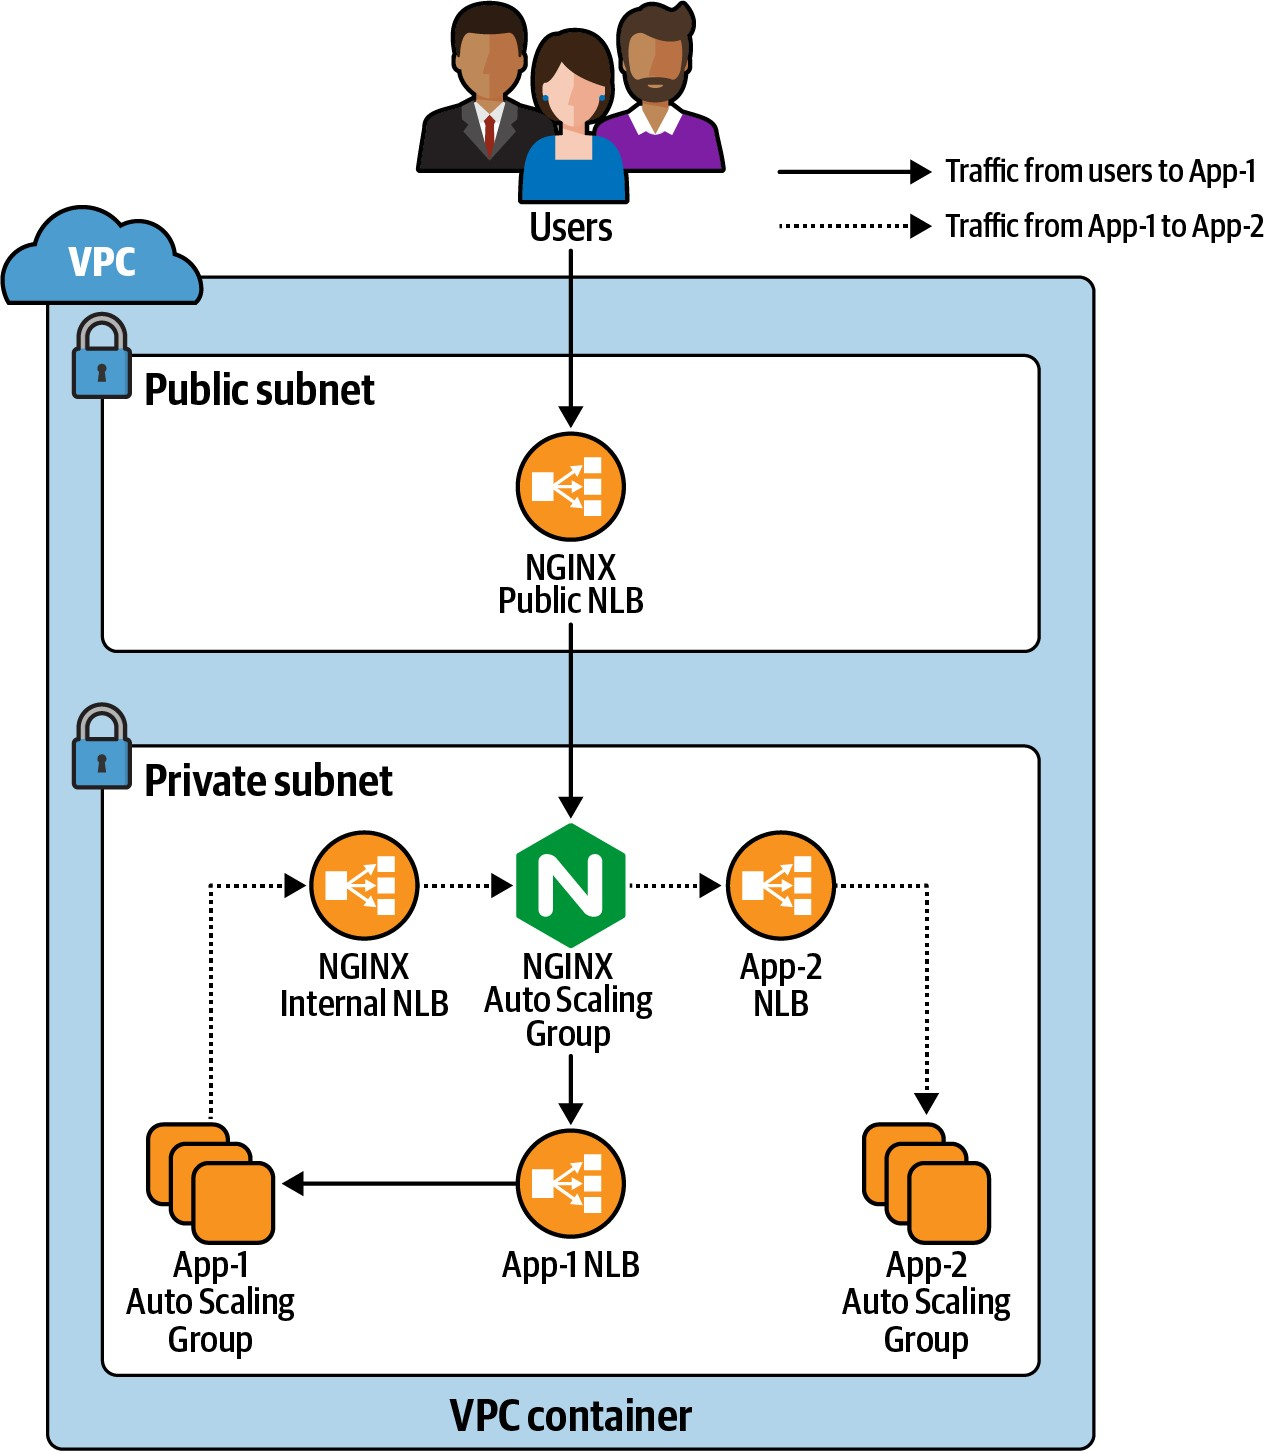 Users
Traffic from users to App-1
Traffic from App-1 to App-2
VPC
Public subnet
NGINX
Public NLB
Private subnet
NGINX
Internal NLB
N
NGINX
Auto Scaling
Group
App-2
NLB
App-1
Auto Scaling
Group
App-1 NLB
App-2
Auto Scaling
Group
VPC container